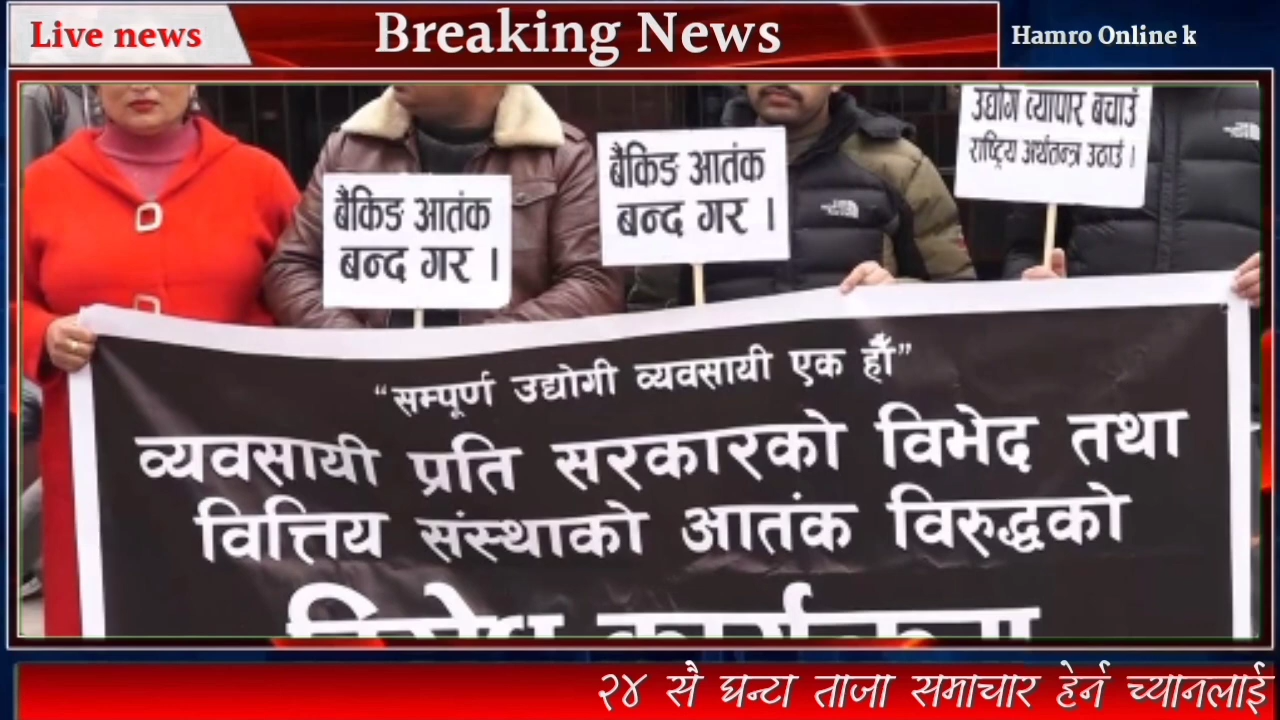 Live news
Breaking News
Hamro Online k
उद्योग व्यापार बचाउँ
राष्ट्रिय अर्थतन्त्र उठाउँ ।
बैकिङ आतंक
बन्द गर ।
बैकिङ आतंक
बन्द गर ।
“सम्पूर्ण उद्योगी व्यवसायी एक हौं”
व्यवसायी प्रति सरकारको विभेद तथा
वित्तिय संस्थाको आतंक विरुद्धको
२४ सै घन्टा ताजा समाचार हेर्न च्यानलाई